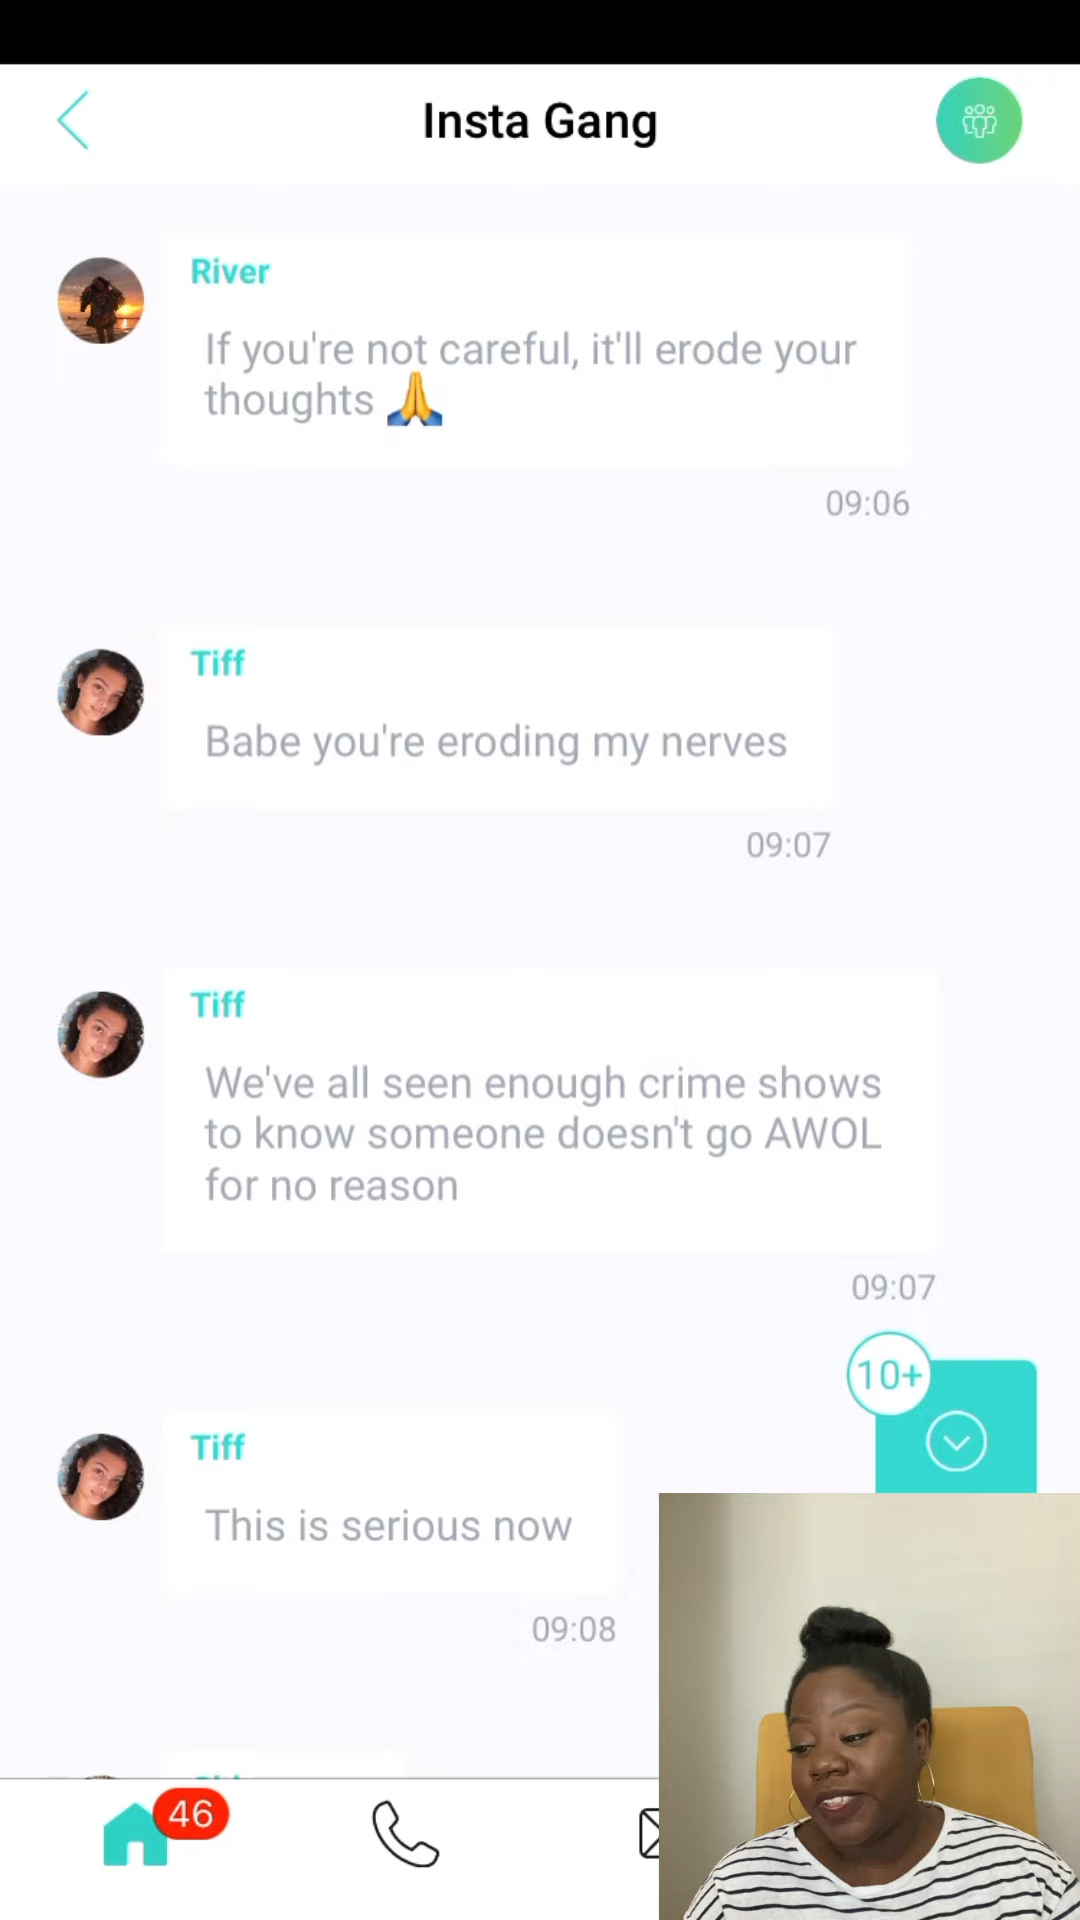 Insta Gang
River
If you're not careful, it'll erode your
thoughts 🙏
09:06
Tiff
Babe you're eroding my nerves
09:07
Tiff
We've all seen enough crime shows
to know someone doesn't go AWOL
for no reason
09:07
10+
Tiff
This is serious now
09:08
46